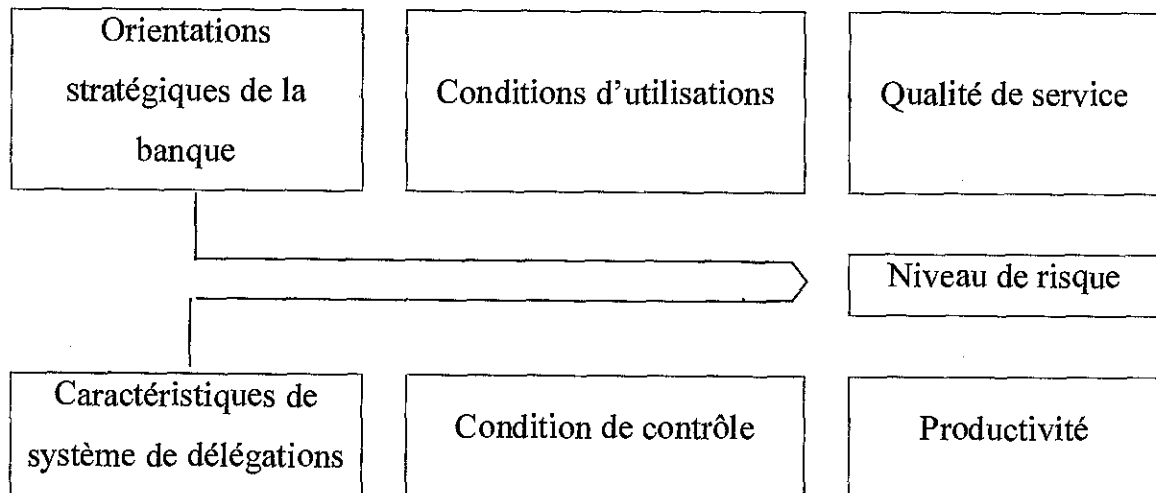 Orientations
stratégiques de la
banque
Conditions d'utilisations
Qualité de service
Niveau de risque
Caractéristiques de
système de délégations
Condition de contrôle
Productivité